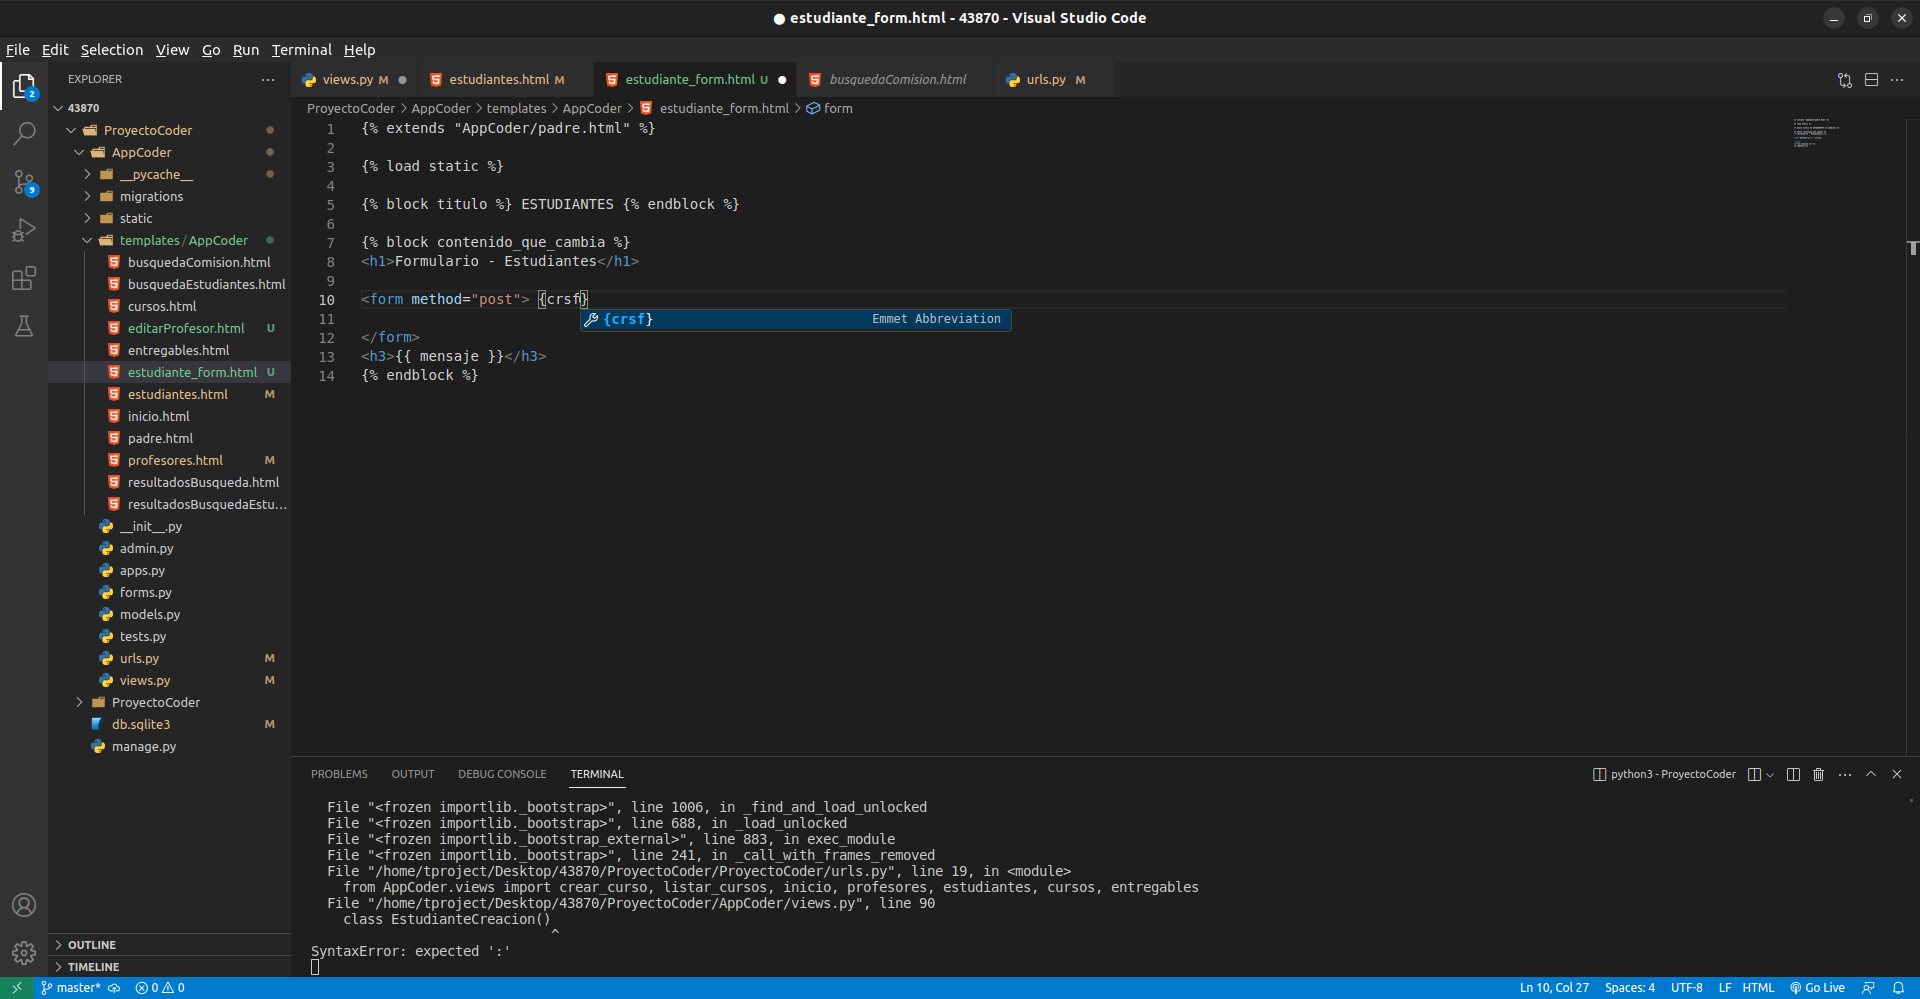 estudiante_form.html - 43870 - Visual Studio Code
File Edit Selection View Go Run Terminal Help
EXPLORER
views.py M
estudiantes.html M
estudiante_form.html U
busquedaComision.html
urls.py M
ProyectoCoder > AppCoder > templates > AppCoder > estudiante_form.html > form
2
9
43870
ProyectoCoder
AppCoder
__pycache__
migrations
static
templates/AppCoder
busquedaComision.html
busquedaEstudiantes.html
cursos.html
editarProfesor.html U
entregables.html
estudiante_form.html U
estudiantes.html M
inicio.html
padre.html
profesores.html M
resultadosBusqueda.html
resultadosBusquedaEstu...
__init__.py
admin.py
apps.py
forms.py
models.py
tests.py
urls.py M
views.py M
ProyectoCoder
db.sqlite3 M
manage.py
OUTLINE
TIMELINE
1 {% extends "AppCoder/padre.html" %}
2
3 {% load static %}
4
5 {% block titulo %} ESTUDIANTES {% endblock %}
6
7 {% block contenido_que_cambia %}
8 <h1>Formulario - Estudiantes</h1>
9
10 <form method="post"> {crsf}
{crsf} Emmet Abbreviation
11
12 </form>
13 <h3>{{ mensaje }}</h3>
14 {% endblock %}
PROBLEMS OUTPUT DEBUG CONSOLE TERMINAL
python3 - ProyectoCoder
File "<frozen importlib._bootstrap>", line 1006, in _find_and_load_unlocked
File "<frozen importlib._bootstrap>", line 688, in _load_unlocked
File "<frozen importlib._bootstrap_external>", line 883, in exec_module
File "<frozen importlib._bootstrap>", line 241, in _call_with_frames_removed
File "/home/tproject/Desktop/43870/ProyectoCoder/ProyectoCoder/urls.py", line 19, in <module>
from AppCoder.views import crear_curso, listar_cursos, inicio, profesores, estudiantes, cursos, entregables
File "/home/tproject/Desktop/43870/ProyectoCoder/AppCoder/views.py", line 90
class EstudianteCreacion()
^
SyntaxError: expected ':'
master* 0 0
Ln 10, Col 27 Spaces: 4 UTF-8 LF HTML Go Live